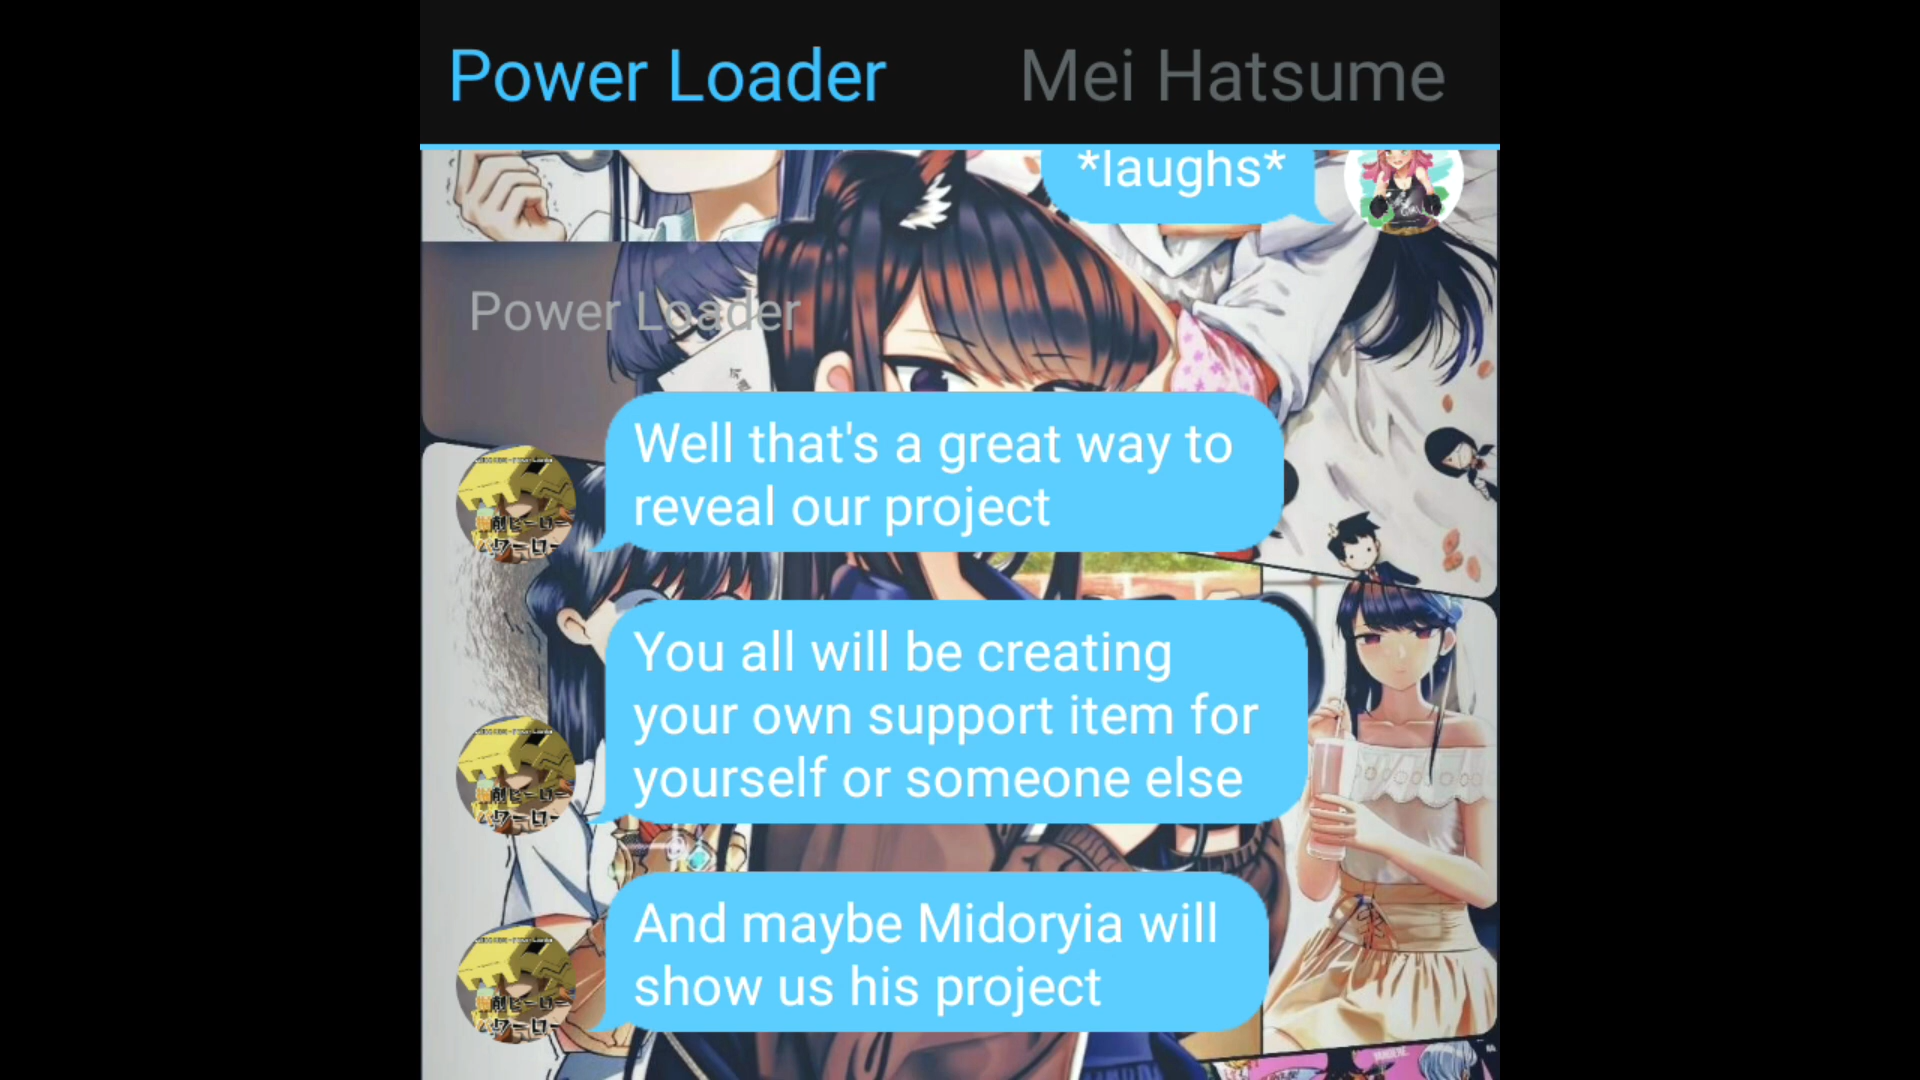 Power Loader Mei Hatsume
*laughs*
Power Loader
Well that's a great way to
reveal our project
You all will be creating
your own support item for
yourself or someone else
And maybe Midoryia will
show us his project